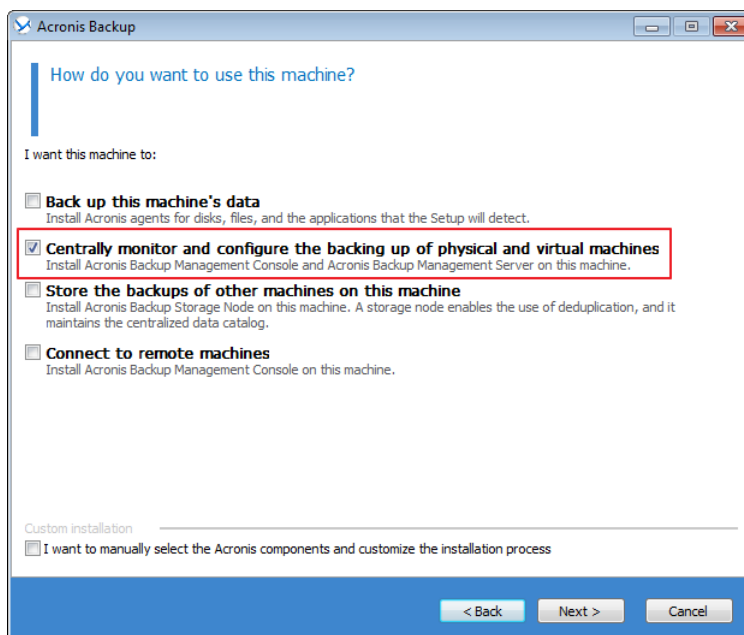 Acronis Backup
How do you want to use this machine?
I want this machine to:
Back up this machine's data
Install Acronis agents for disks, files, and the applications that the Setup will detect.
Centrally monitor and configure the backing up of physical and virtual machines
Install Acronis Backup Management Console and Acronis Backup Management Server on this machine.
Store the backups of other machines on this machine
Install Acronis Backup Storage Node on this machine. A storage node enables the use of deduplication, and it
maintains the centralized data catalog.
Connect to remote machines
Install Acronis Backup Management Console on this machine.
Custom installation
I want to manually select the Acronis components and customize the installation process
< Back Next > Cancel